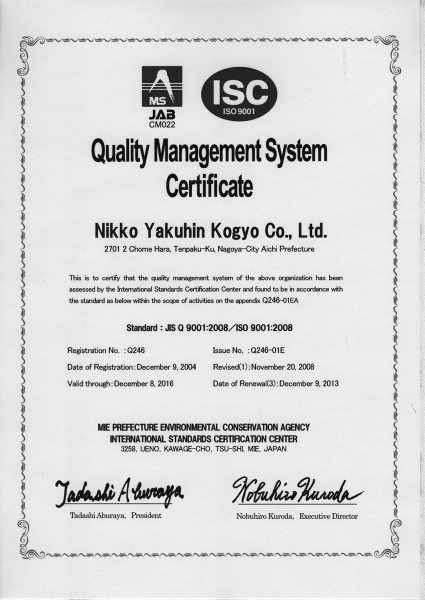 MS
JAB
CM022
ISC
ISO 9001
Quality Management System
Certificate
Nikko Yakuhin Kogyo Co., Ltd.
2701 2 Chome Hara, Tenpaku-Ku, Nagoya-City Aichi Prefecture
This is to certify that the quality management system of the above organization has been
assessed by the International Standards Certification Center and found to be in accordance with
the standard as below within the scope of activities on the appendix Q246-01EA
Standard : JIS Q 9001:2008/ISO 9001:2008
Registration No. : Q246
Issue No. : Q246-01E
Date of Registration : December 9, 2004
Revised(1) : November 20, 2008
Valid through : December 8, 2016
Date of Renewal(3) : December 9, 2013
MIE PREFECTURE ENVIRONMENTAL CONSERVATION AGENCY
INTERNATIONAL STANDARDS CERTIFICATION CENTER
3258, UENO, KAWAGE-CHO, TSU-SHI, MIE, JAPAN
Tadashi Aburaya
Nobuhiro Kuroda
Tadashi Aburaya, President
Nobuhiro Kuroda, Executive Director